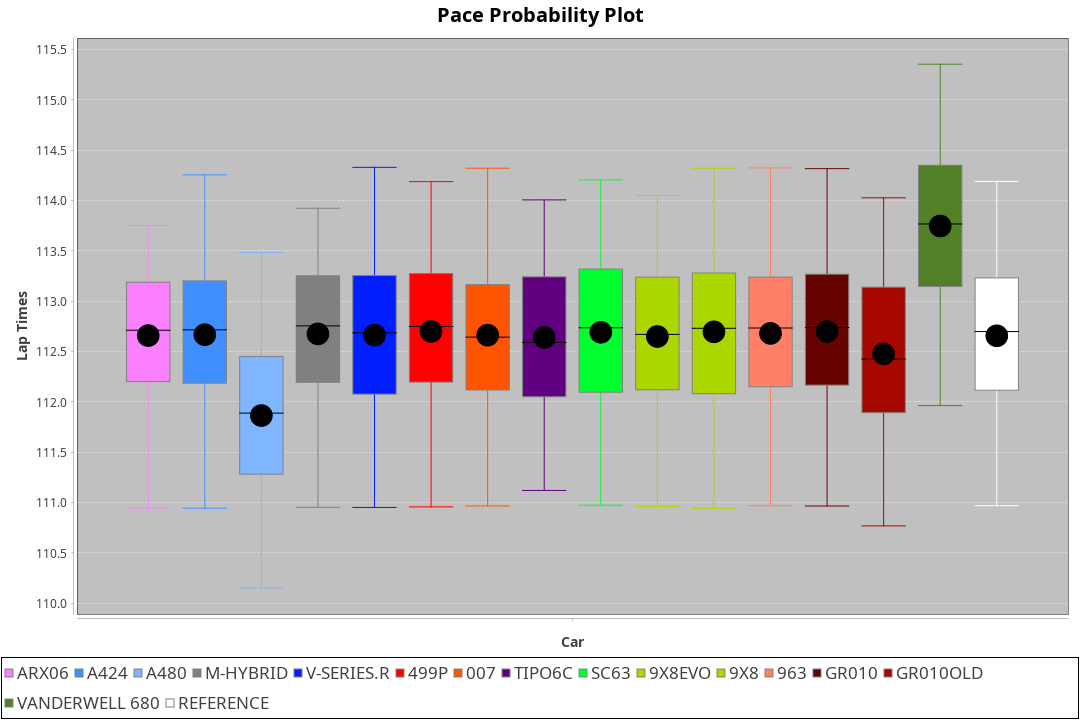 Pace Probability Plot
115.5
115.0
114.5
114.0
113.5
113.0
112.5
112.0
111.5
111.0
110.5
110.0
Lap Times
Car
ARX06 A424 A480 M-HYBRID V-SERIES.R 499P 007 TIPO6C SC63 9X8EVO 9X8 963 GR010 GR010OLD
VANDERWELL 680 REFERENCE